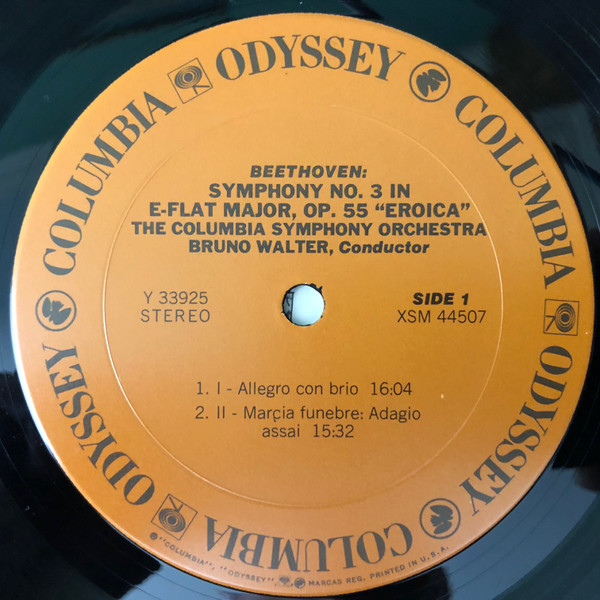 COLUMBIA ODYSSEY COLUMBIA ODYSSEY COLUMBIA ODYSSEY
BEETHOVEN:
SYMPHONY NO. 3 IN
E-FLAT MAJOR, OP. 55 "EROICA"
THE COLUMBIA SYMPHONY ORCHESTRA
BRUNO WALTER, Conductor
Y 33925
STEREO
SIDE 1
XSM 44507
1. I - Allegro con brio 16:04
2. II - Marcia funebre: Adagio
assai 15:32
"COLUMBIA", "ODYSSEY", MARCAS REG. PRINTED IN U.S.A.